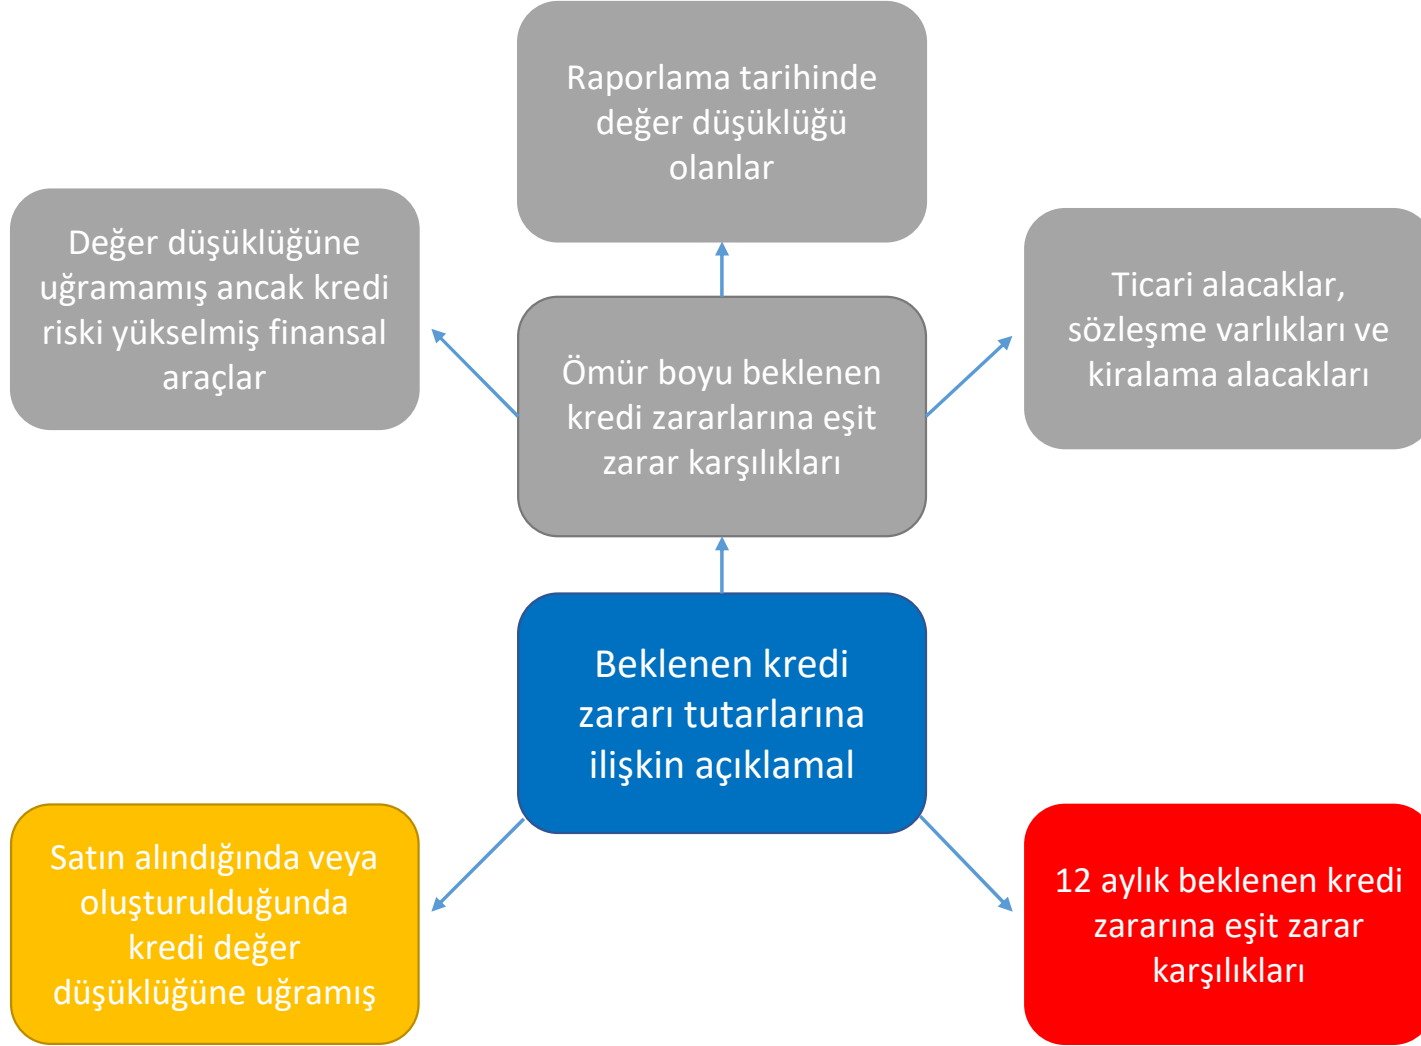 Raporlama tarihinde
değer düşüklüğü
olanlar
Değer düşüklüğüne
uğramamış ancak kredi
riski yükselmiş finansal
araçlar
Ticari alacaklar,
sözleşme varlıkları ve
kiralama alacakları
Ömür boyu beklenen
kredi zararlarına eşit
zarar karşılıkları
Beklenen kredi
zararı tutarlarına
ilişkin açıklamal
Satın alındığında veya
oluşturulduğunda
kredi değer
düşüklüğüne uğramış
12 aylık beklenen kredi
zararına eşit zarar
karşılıkları